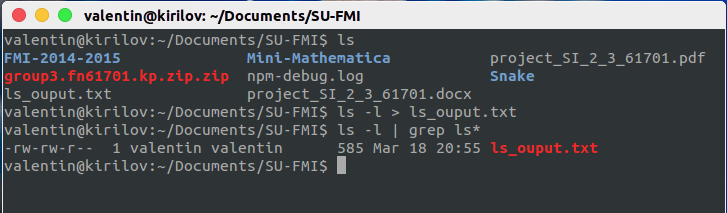 valentin@kirilov: ~/Documents/SU-FMI
valentin@kirilov:~/Documents/SU-FMI$ ls
FMI-2014-2015 Mini-Mathematica project_SI_2_3_61701.pdf
group3.fn61701.kp.zip.zip npm-debug.log Snake
ls_ouput.txt project_SI_2_3_61701.docx
valentin@kirilov:~/Documents/SU-FMI$ ls -l > ls_ouput.txt
valentin@kirilov:~/Documents/SU-FMI$ ls -l | grep ls*
-rw-rw-r-- 1 valentin valentin 585 Mar 18 20:55 ls_ouput.txt
valentin@kirilov:~/Documents/SU-FMI$